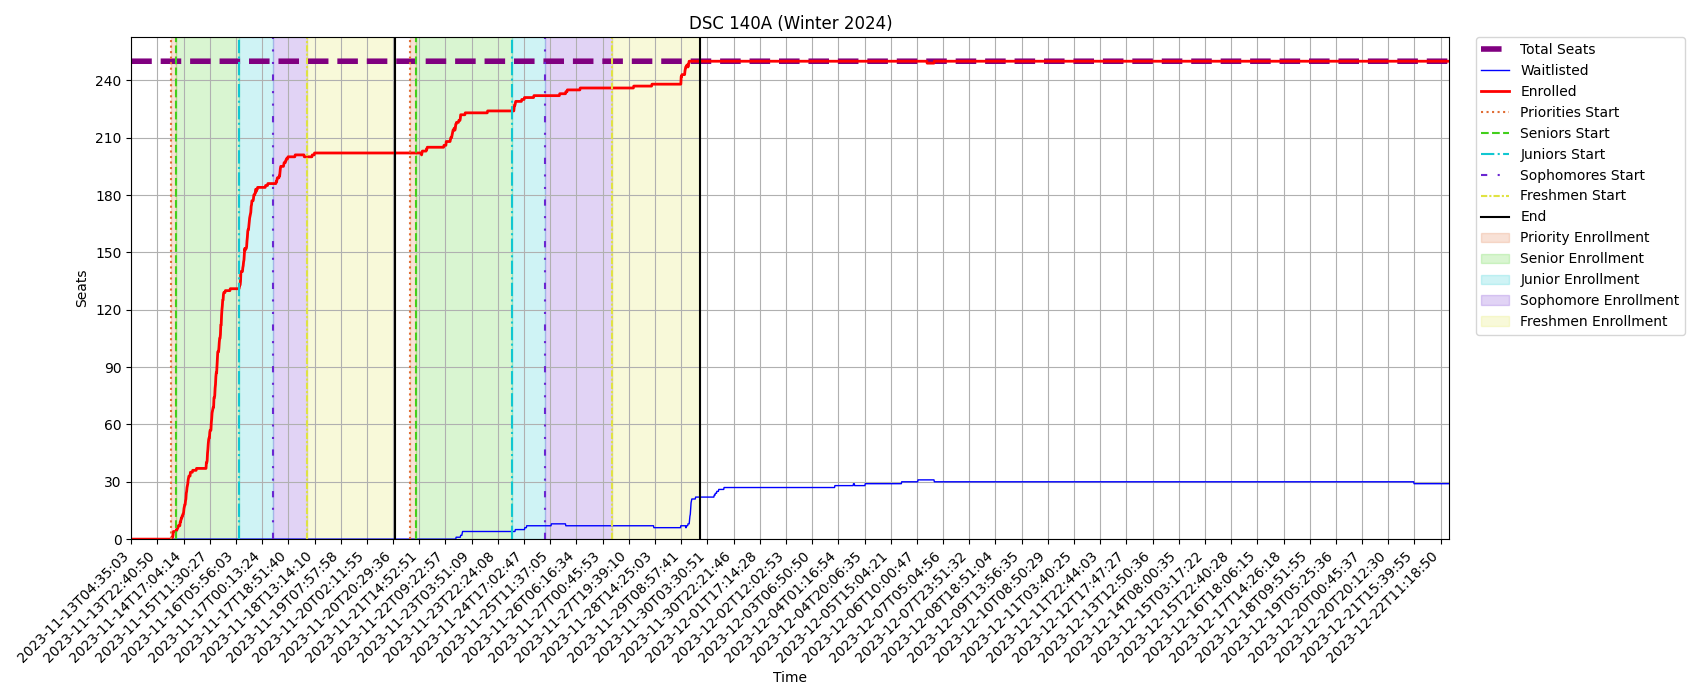 DSC 140A (Winter 2024)
Seats
240
210
180
150
120
90
60
30
0
2023-11-13T04:35:03
2023-11-13T22:40:50
2023-11-14T17:04:14
2023-11-15T11:30:27
2023-11-16T05:56:03
2023-11-17T00:13:24
2023-11-17T18:51:40
2023-11-18T13:14:10
2023-11-19T07:57:58
2023-11-20T02:11:55
2023-11-20T20:29:36
2023-11-21T14:52:51
2023-11-22T09:22:57
2023-11-23T03:51:09
2023-11-23T22:24:08
2023-11-24T17:02:47
2023-11-25T11:37:05
2023-11-26T06:16:34
2023-11-27T00:45:53
2023-11-27T19:39:16
2023-11-28T14:25:03
2023-11-29T08:57:41
2023-11-30T03:30:51
2023-11-30T22:21:46
2023-12-01T17:14:28
2023-12-02T12:02:53
2023-12-03T06:50:50
2023-12-04T01:16:54
2023-12-04T20:06:35
2023-12-05T15:04:21
2023-12-06T10:00:47
2023-12-07T05:04:56
2023-12-07T23:51:32
2023-12-08T18:51:04
2023-12-09T13:56:35
2023-12-10T08:50:29
2023-12-11T03:40:25
2023-12-11T22:44:03
2023-12-12T17:47:27
2023-12-13T12:50:36
2023-12-14T08:00:35
2023-12-15T03:17:22
2023-12-15T22:40:28
2023-12-16T18:06:15
2023-12-17T14:26:18
2023-12-18T09:51:55
2023-12-19T05:25:36
2023-12-20T00:45:37
2023-12-20T20:12:30
2023-12-21T15:39:55
2023-12-22T11:18:50
Time
Total Seats
Waitlisted
Enrolled
Priorities Start
Seniors Start
Juniors Start
Sophomores Start
Freshmen Start
End
Priority Enrollment
Senior Enrollment
Junior Enrollment
Sophomore Enrollment
Freshmen Enrollment